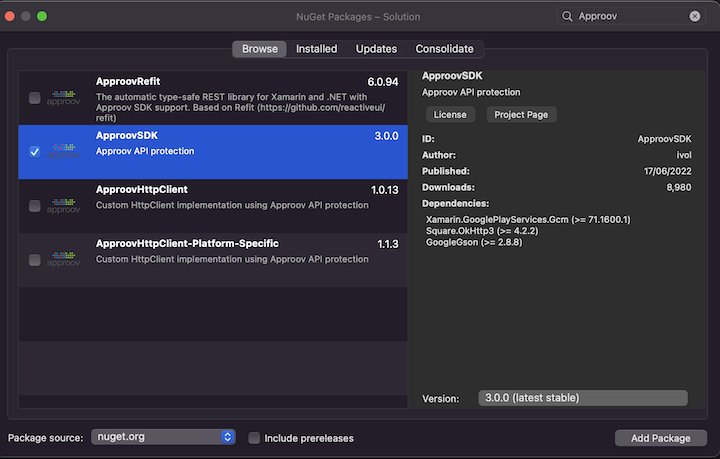 NuGet Packages – Solution
Approov
Browse
Installed
Updates
Consolidate
approov
ApproovRefit
6.0.94
The automatic type-safe REST library for Xamarin and .NET with
Approov SDK support. Based on Refit (https://github.com/reactiveui/
refit)
approov
ApproovSDK
3.0.0
Approov API protection
approov
ApproovHttpClient
1.0.13
Custom HttpClient implementation using Approov API protection
approov
ApproovHttpClient-Platform-Specific
1.1.3
Custom HttpClient implementation using Approov API protection
ApproovSDK
Approov API protection
License
Project Page
ID:
ApproovSDK
Author:
ivol
Published:
17/06/2022
Downloads:
8,980
Dependencies:
Xamarin.GooglePlayServices.Gcm (>= 71.1600.1)
Square.OkHttp3 (>= 4.2.2)
GoogleGson (>= 2.8.8)
Version:
3.0.0 (latest stable)
Package source:
nuget.org
Include prereleases
Add Package